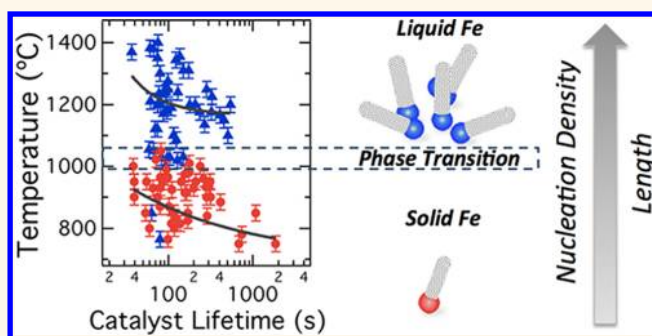 Temperature (°C)
1400
1200
1000
800
2
4
100
2
4
1000
2
4
Catalyst Lifetime (s)
Liquid Fe
Phase Transition
Solid Fe
Nucleation Density
Length